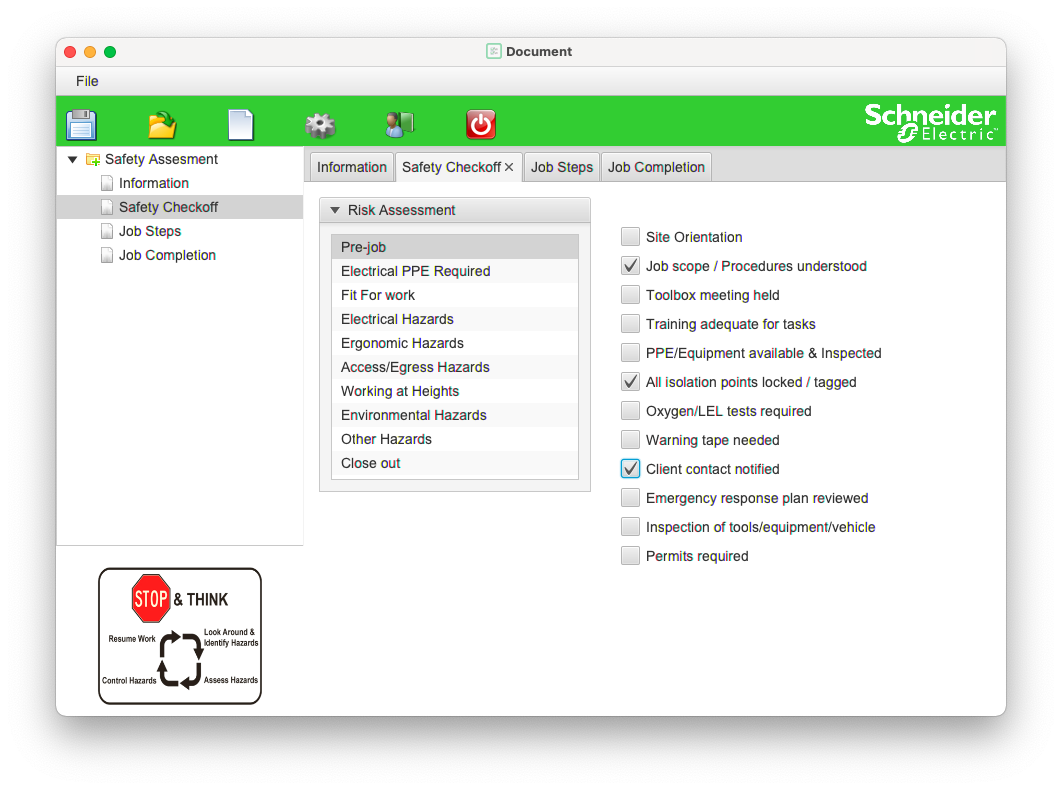 Document
File
Schneider
Electric
Safety Assesment
Information
Safety Checkoff
Job Steps
Job Completion
Information
Safety Checkoff
Job Steps
Job Completion
Risk Assessment
Pre-job
Electrical PPE Required
Fit For work
Electrical Hazards
Ergonomic Hazards
Access/Egress Hazards
Working at Heights
Environmental Hazards
Other Hazards
Close out
Site Orientation
Job scope / Procedures understood
Toolbox meeting held
Training adequate for tasks
PPE/Equipment available & Inspected
All isolation points locked / tagged
Oxygen/LEL tests required
Warning tape needed
Client contact notified
Emergency response plan reviewed
Inspection of tools/equipment/vehicle
Permits required
STOP & THINK
Resume Work
Look Around &
Identify Hazards
Control Hazards
Assess Hazards